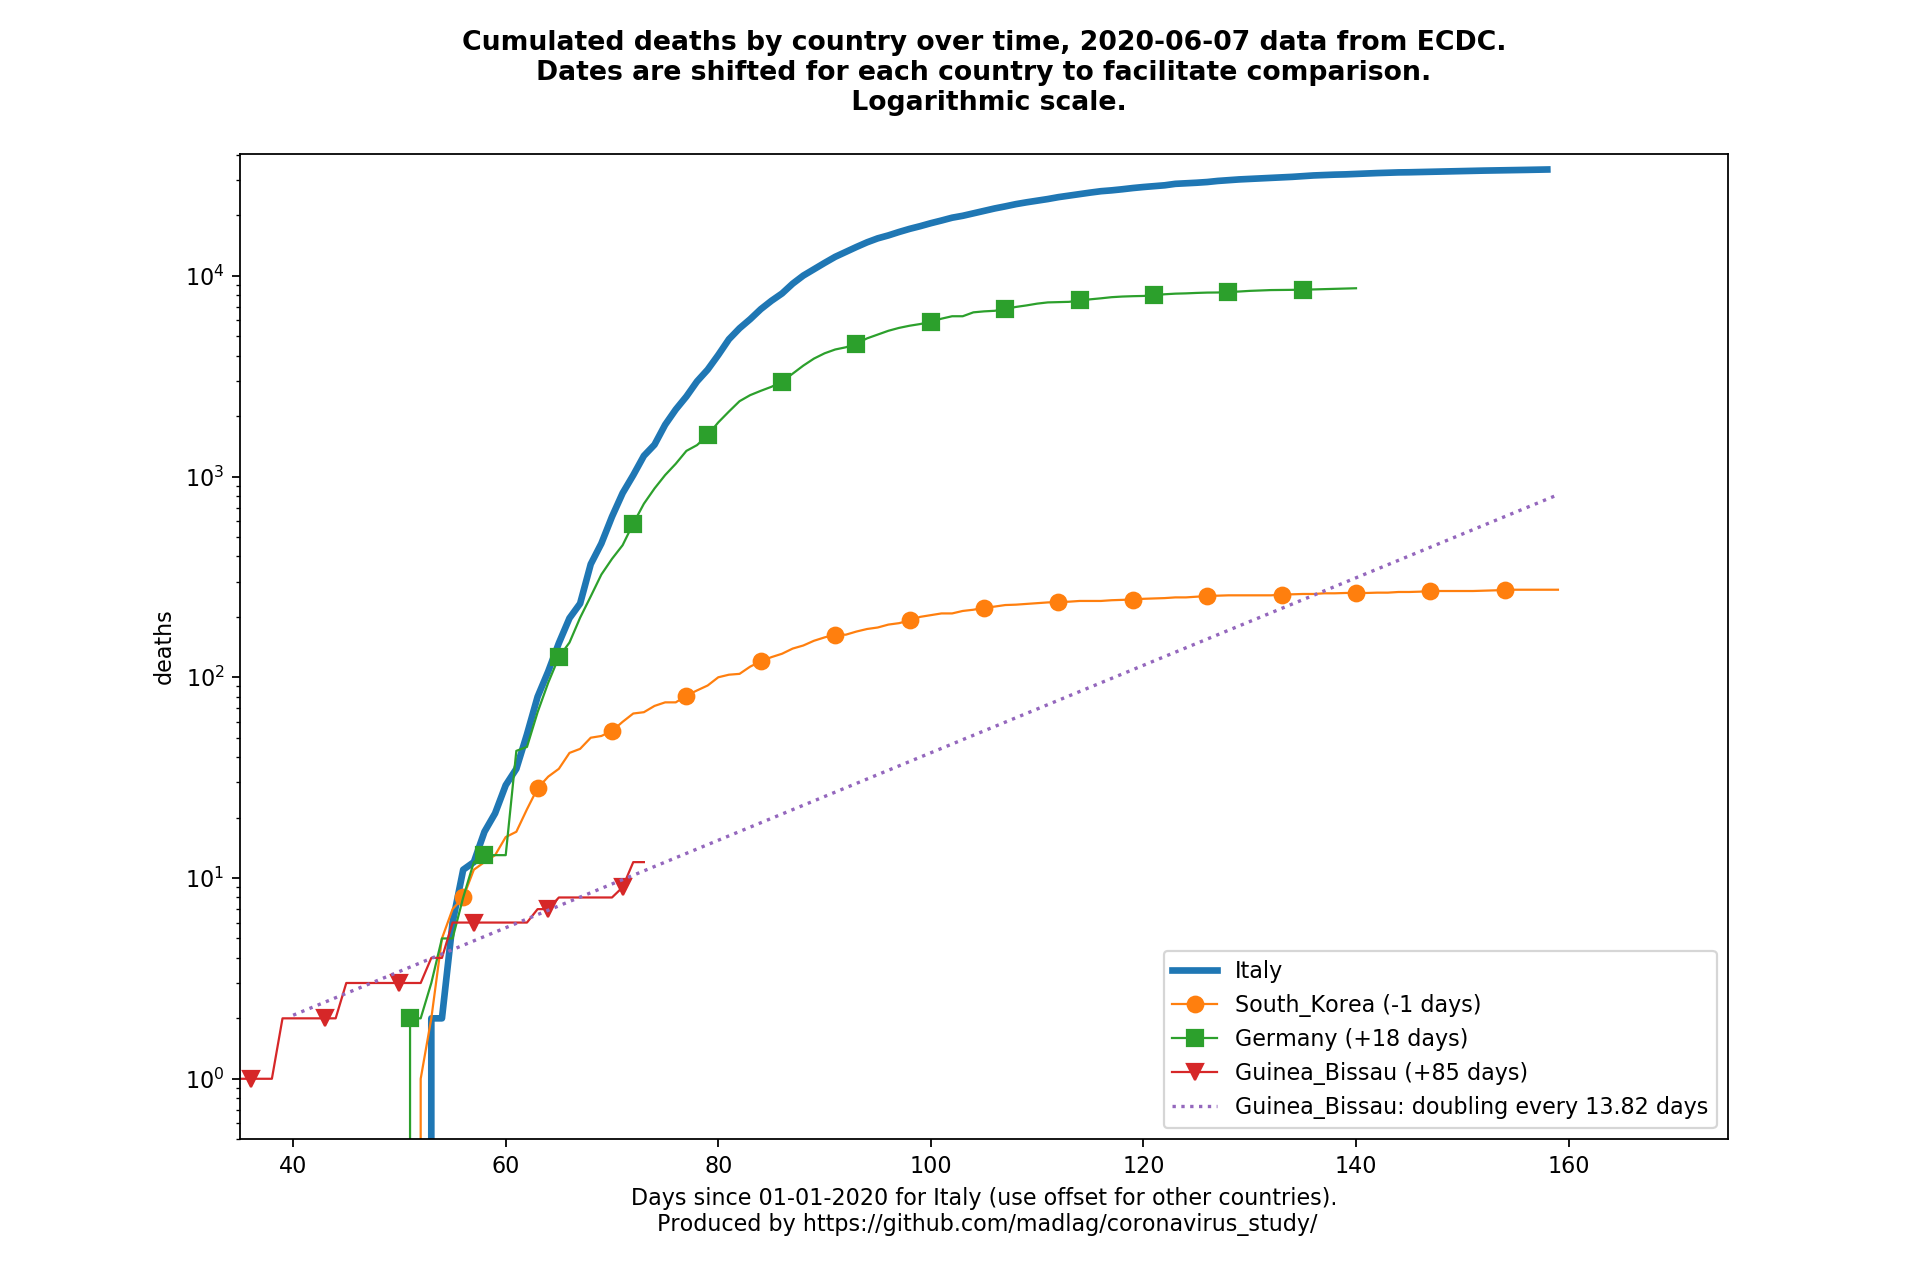 Cumulated deaths by country over time, 2020-06-07 data from ECDC.
Dates are shifted for each country to facilitate comparison.
Logarithmic scale.
deaths
10⁴
10³
10²
10¹
10⁰
40 60 80 100 120 140 160
Italy
South_Korea (-1 days)
Germany (+18 days)
Guinea_Bissau (+85 days)
Guinea_Bissau: doubling every 13.82 days
Days since 01-01-2020 for Italy (use offset for other countries).
Produced by https://github.com/madlag/coronavirus_study/